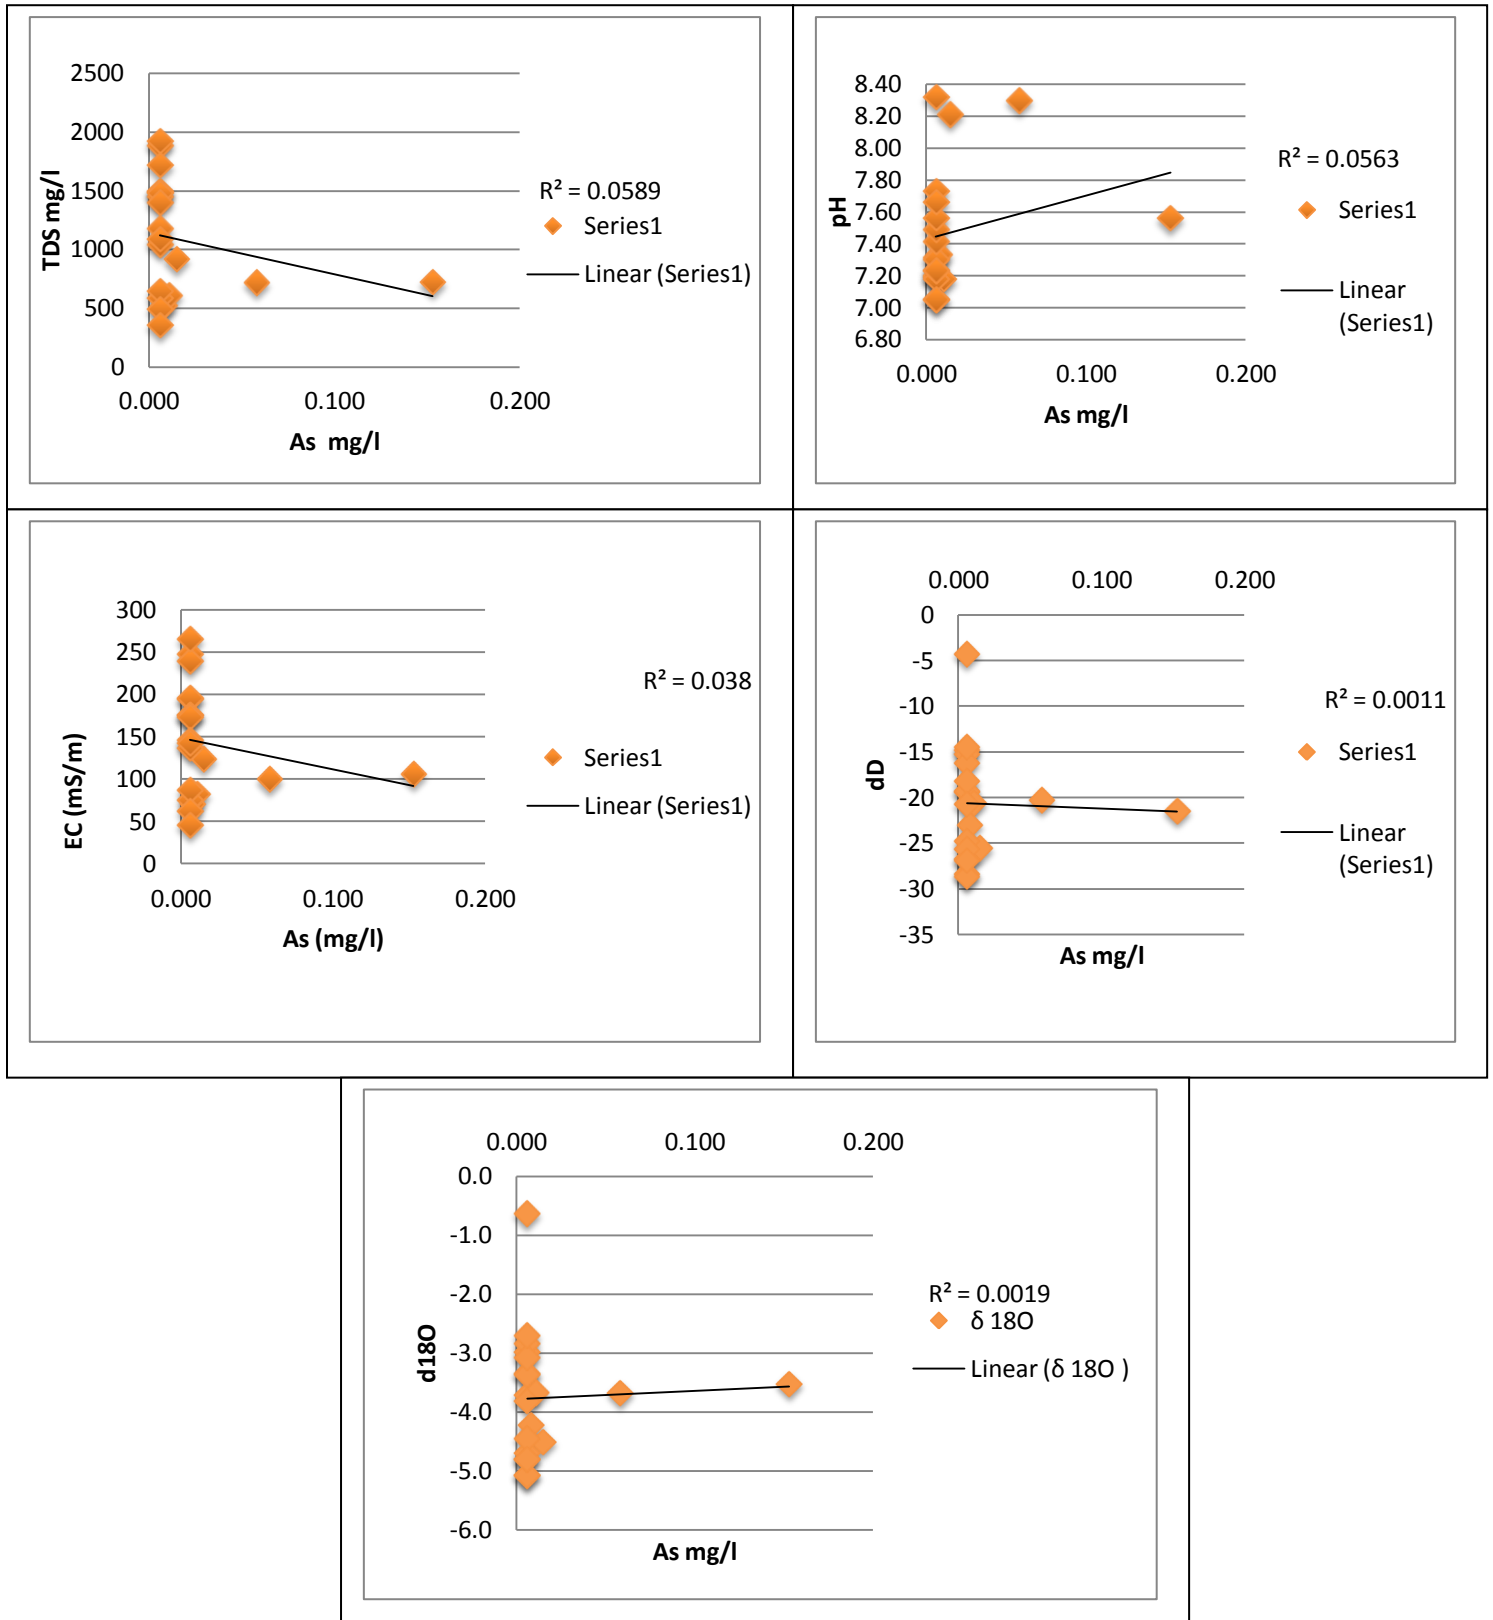 2500
2000
1500
1000
500
0
TDS mg/l
0.000 0.100 0.200
As mg/l
R² = 0.0589
Series1
Linear (Series1)
8.40
8.20
8.00
7.80
7.60
7.40
7.20
7.00
6.80
pH
0.000 0.100 0.200
As mg/l
R² = 0.0563
Series1
Linear
(Series1)
300
250
200
150
100
50
0
EC (mS/m)
0.000 0.100 0.200
As (mg/l)
R² = 0.038
Series1
Linear (Series1)
0.000 0.100 0.200
0
-5
-10
-15
-20
-25
-30
-35
dD
As mg/l
R² = 0.0011
Series1
Linear
(Series1)
0.000 0.100 0.200
0.0
-1.0
-2.0
-3.0
-4.0
-5.0
-6.0
d18O
As mg/l
R² = 0.0019
δ 18O
Linear (δ 18O )